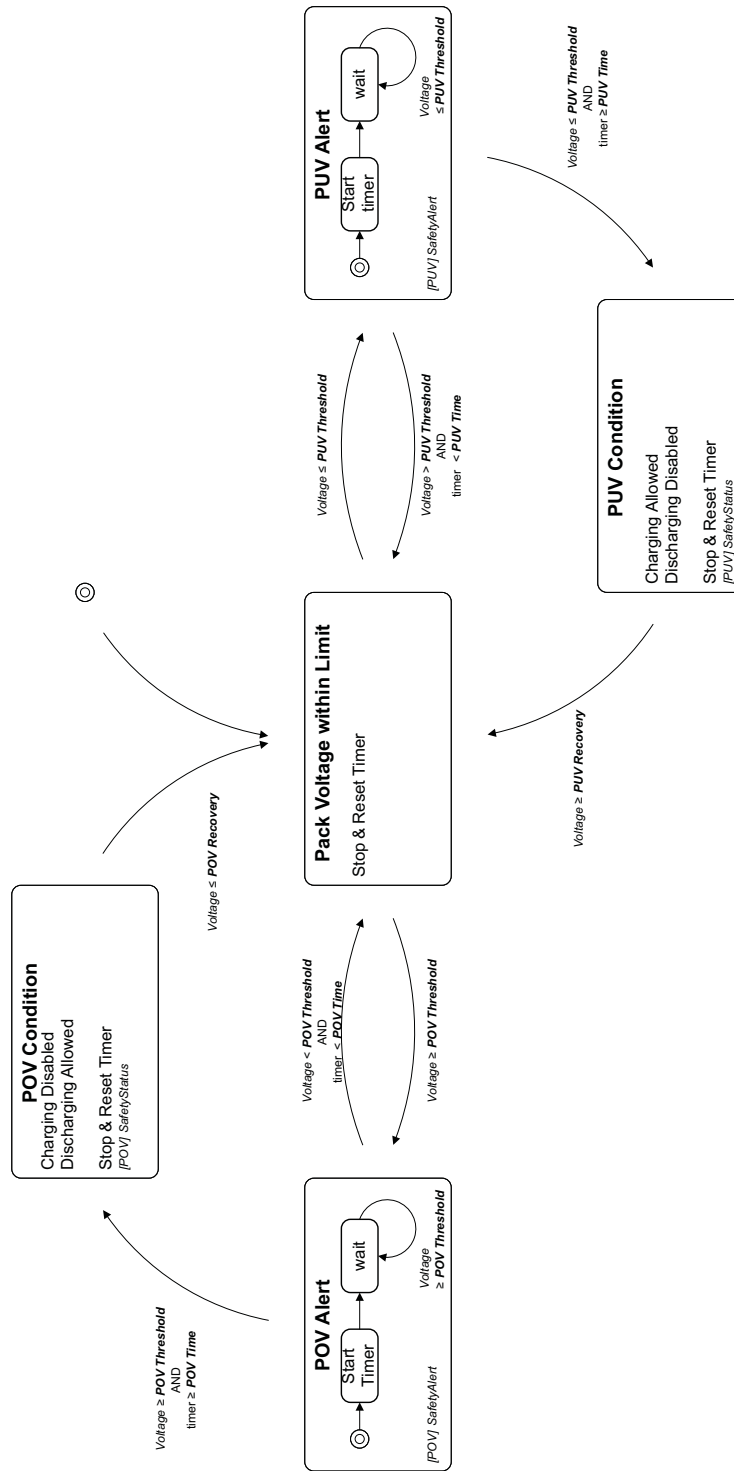 POV Condition
Charging Disabled
Discharging Allowed
Stop & Reset Timer
[POV] SafetyStatus
Voltage ≥ POV Threshold
AND
timer ≥ POV Time
Voltage ≤ POV Recovery
POV Alert
Start
Timer
wait
Voltage
≥ POV Threshold
[POV] SafetyAlert
Voltage < POV Threshold
AND
timer < POV Time
Voltage ≥ POV Threshold
Pack Voltage within Limit
Stop & Reset Timer
Voltage ≤ PUV Threshold
Voltage > PUV Threshold
AND
timer < PUV Time
PUV Alert
Start
timer
wait
Voltage
≤ PUV Threshold
[PUV] SafetyAlert
Voltage ≥ PUV Recovery
Voltage ≤ PUV Threshold
AND
timer ≥ PUV Time
PUV Condition
Charging Allowed
Discharging Disabled
Stop & Reset Timer
[PUV] SafetyStatus